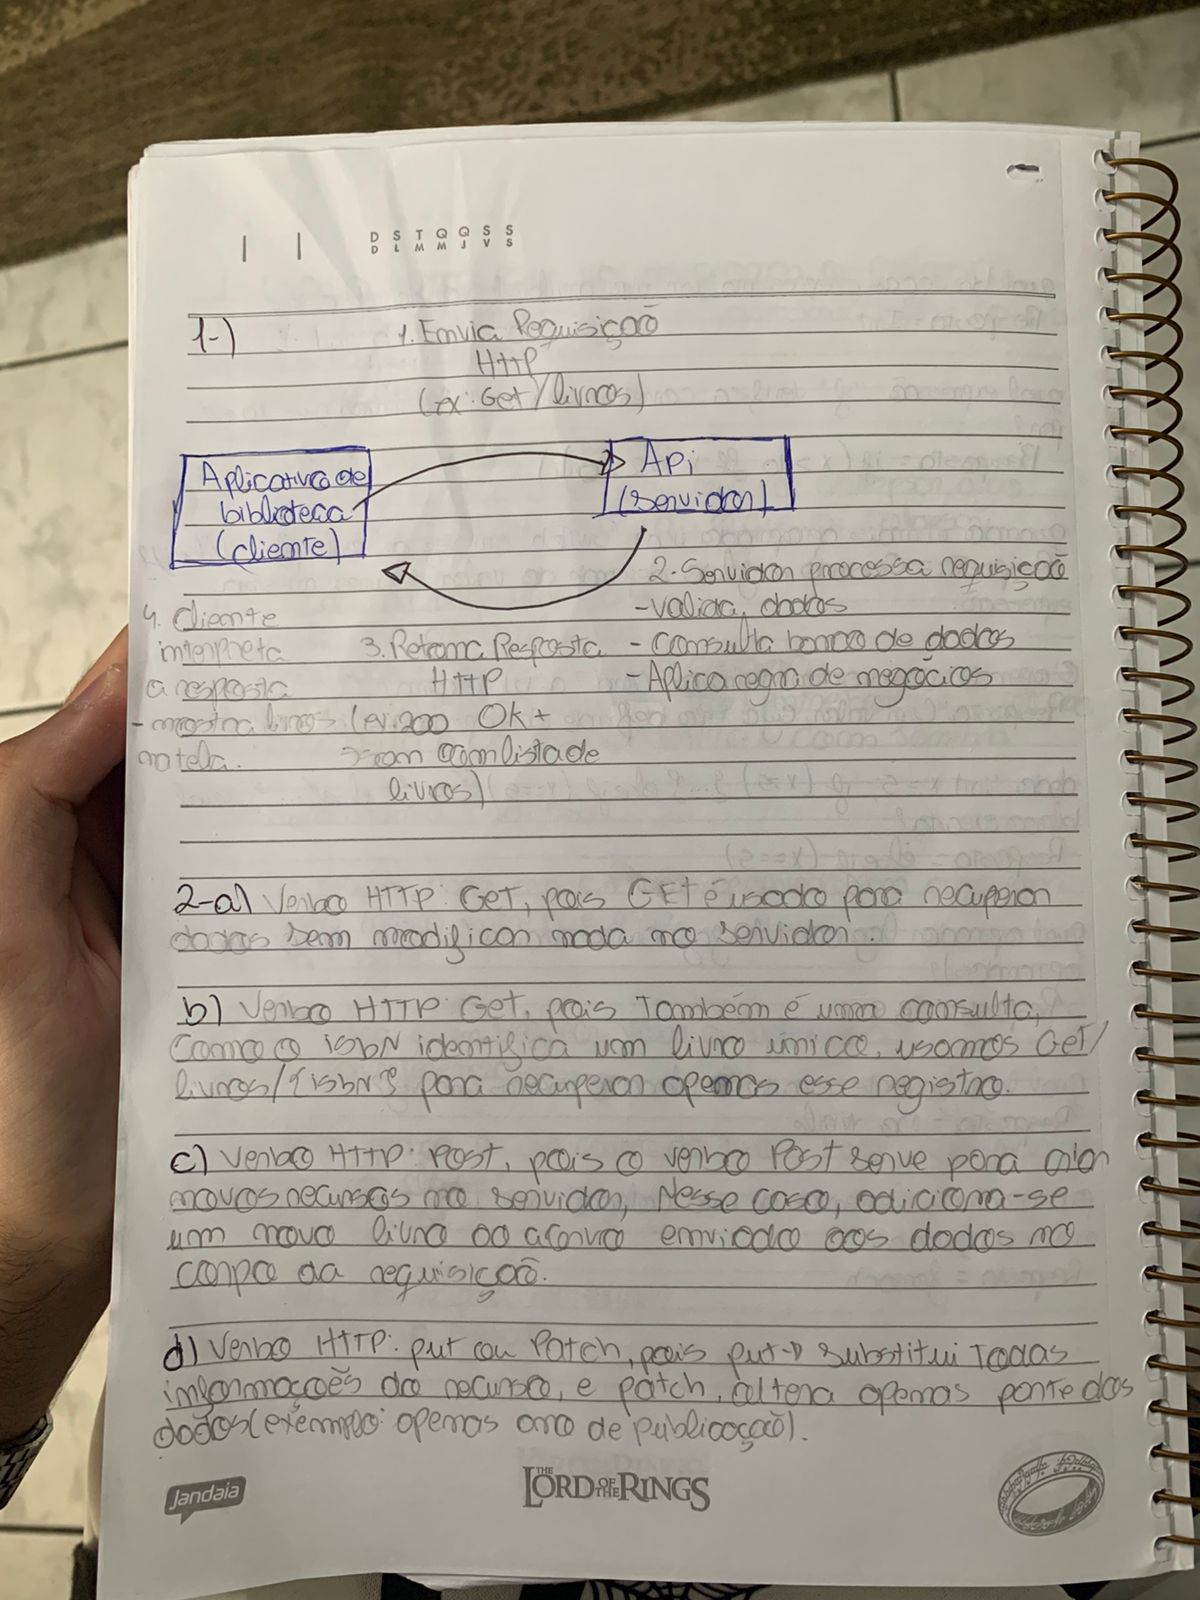 D S T Q Q S S
D L M M J V S
1-)
1. Envia Requisição
HTTP
(ex: Get/livros)
Aplicativo de
biblioteca
(cliente)
Api
(servidor)
2. Servidor processa requisição
- valida dados
- Consulta banco de dados
- Aplica regra de negócios
3. Retorna Resposta
HTTP
(ex: 200 Ok +
com lista de
livros)
4. Cliente
interpreta
a resposta
- mostra livros
na tela.
2-a) Verbo HTTP: GET, pois GET é usado para recuperar
dados sem modificar nada no servidor.
b) Verbo HTTP: Get, pois Também é uma consulta,
Como o isbN identifica um livro único, usamos Get/
livros/{isbN} para recuperar apenas esse registro.
c) Verbo HTTP: Post, pois o verbo Post serve para criar
novos recursos no servidor, Nesse caso, adiciona-se
um novo livro ao acervo enviado aos dados no
corpo da requisição.
d) Verbo HTTP: put ou Patch, pois put→ substitui Todas
informações do recurso, e patch, altera apenas parte dos
dados (exemplo: apenas ano de publicação).
Jandaia
THE LORD OF THE RINGS